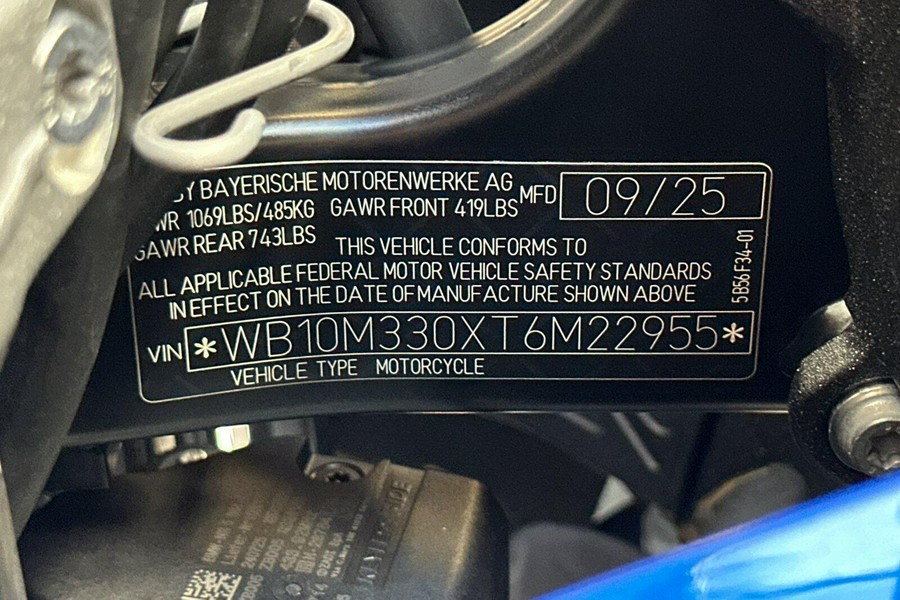 BY BAYERISCHE MOTORENWERKE AG MFD 09/25
1069LBS/485KG GAWR FRONT 419LBS
GAWR REAR 743LBS THIS VEHICLE CONFORMS TO
ALL APPLICABLE FEDERAL MOTOR VEHICLE SAFETY STANDARDS
IN EFFECT ON THE DATE OF MANUFACTURE SHOWN ABOVE
5B56F34-01
VIN *WB10M330XT6M22955*
VEHICLE TYPE MOTORCYCLE